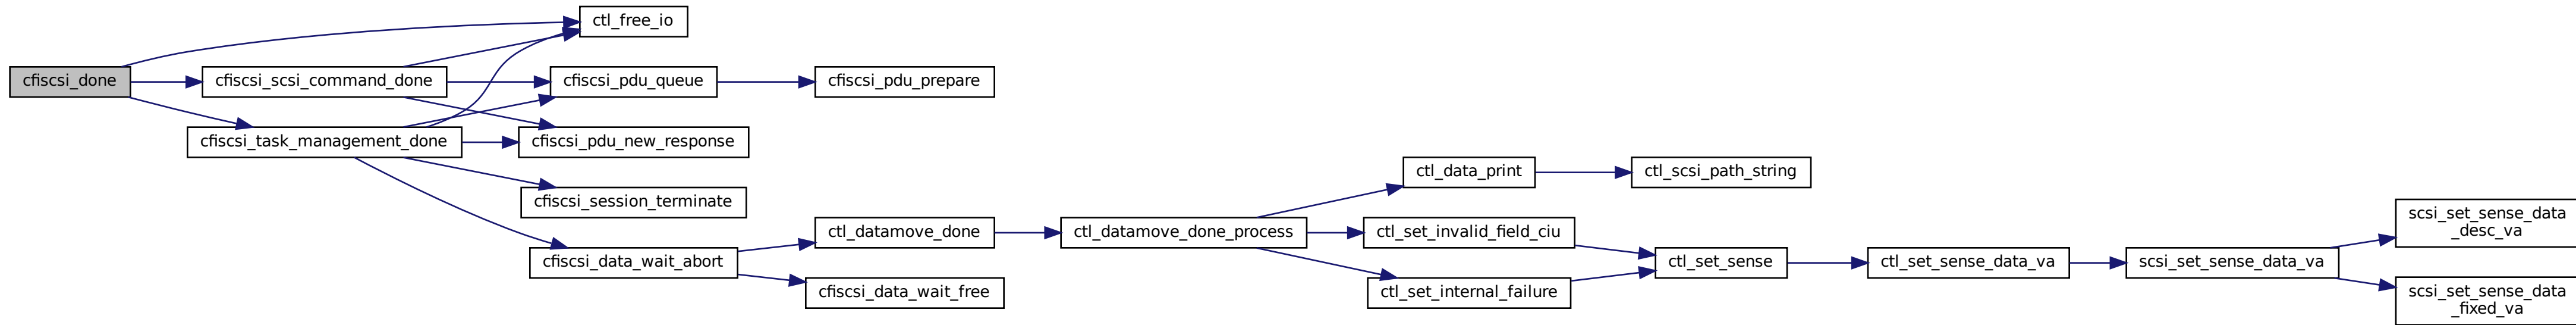 cfiscsi_done
ctl_free_io
cfiscsi_scsi_command_done
cfiscsi_pdu_queue
cfiscsi_pdu_prepare
cfiscsi_task_management_done
cfiscsi_pdu_new_response
cfiscsi_session_terminate
cfiscsi_data_wait_abort
ctl_datamove_done
cfiscsi_data_wait_free
ctl_datamove_done_process
ctl_data_print
ctl_scsi_path_string
ctl_set_invalid_field_ciu
ctl_set_internal_failure
ctl_set_sense
ctl_set_sense_data_va
scsi_set_sense_data_va
scsi_set_sense_data
_desc_va
scsi_set_sense_data
_fixed_va